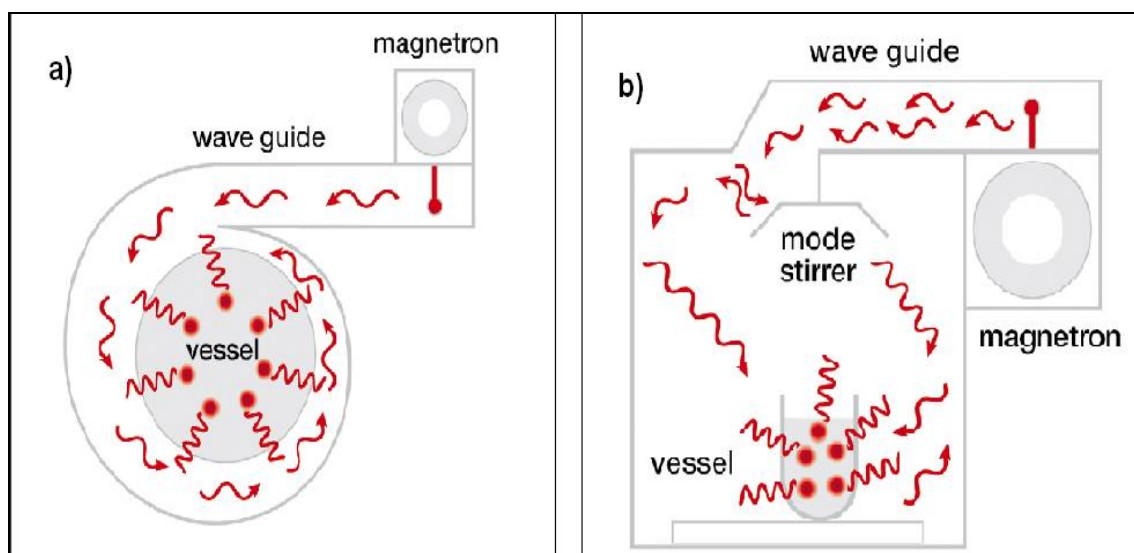 a)
magnetron
wave guide
vessel
b)
wave guide
mode
stirrer
magnetron
vessel